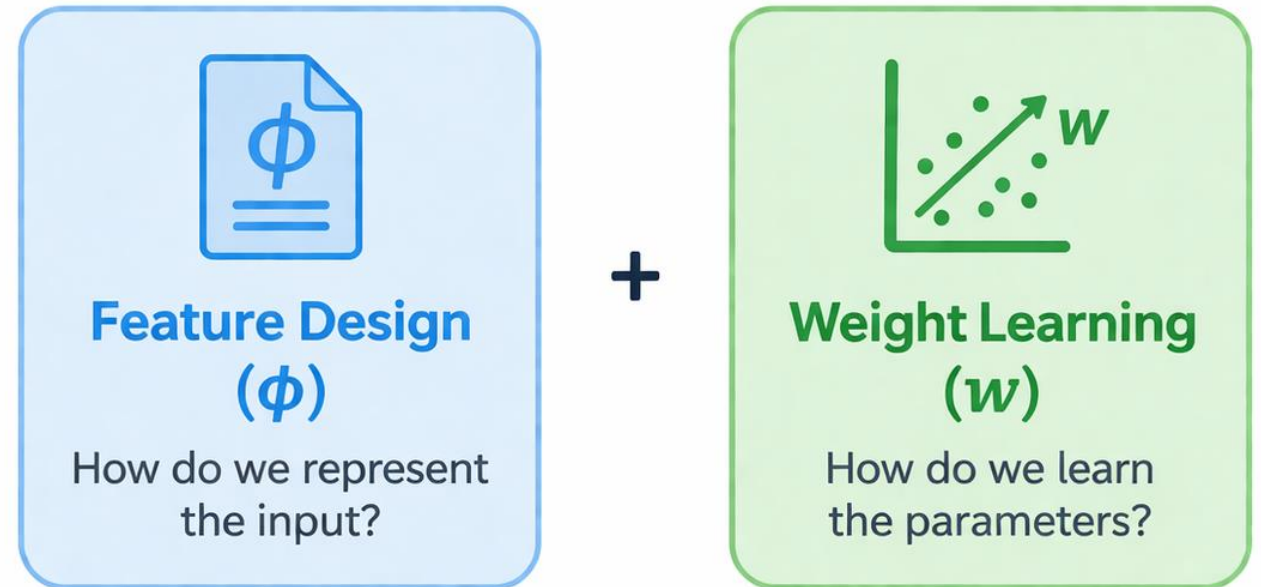 ϕ
Feature Design
(ϕ)
How do we represent
the input?
+
w
Weight Learning
(w)
How do we learn
the parameters?